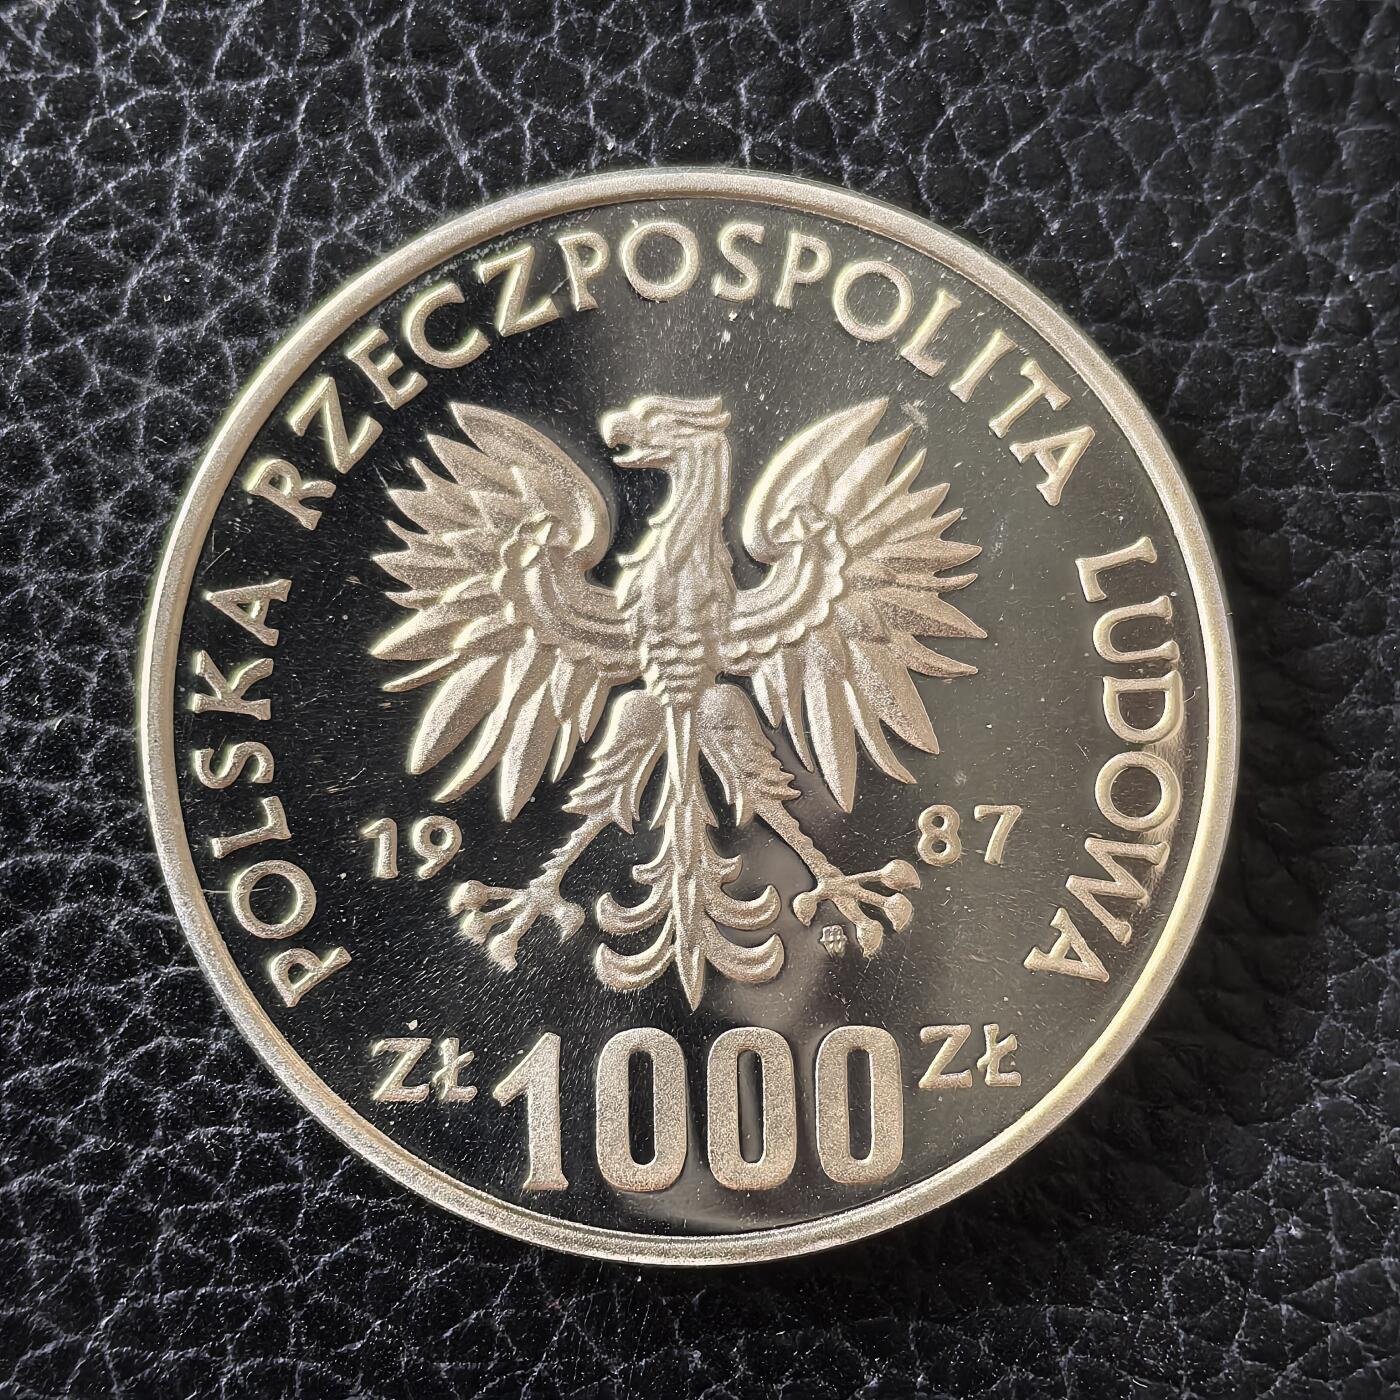 POLSKA RZECZPOSPOLITA LUDOWA
19 87
ZŁ 1000 ZŁ